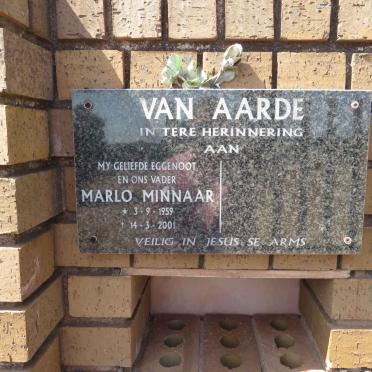 VAN AARDE
IN TERE HERINNERING
AAN
MY GELIEFDE EGGENOOT
EN ONS VADER
MARLO MINNAAR
* 3-9-1959
† 14-3-2001
VEILIG IN JESUS SE ARMS